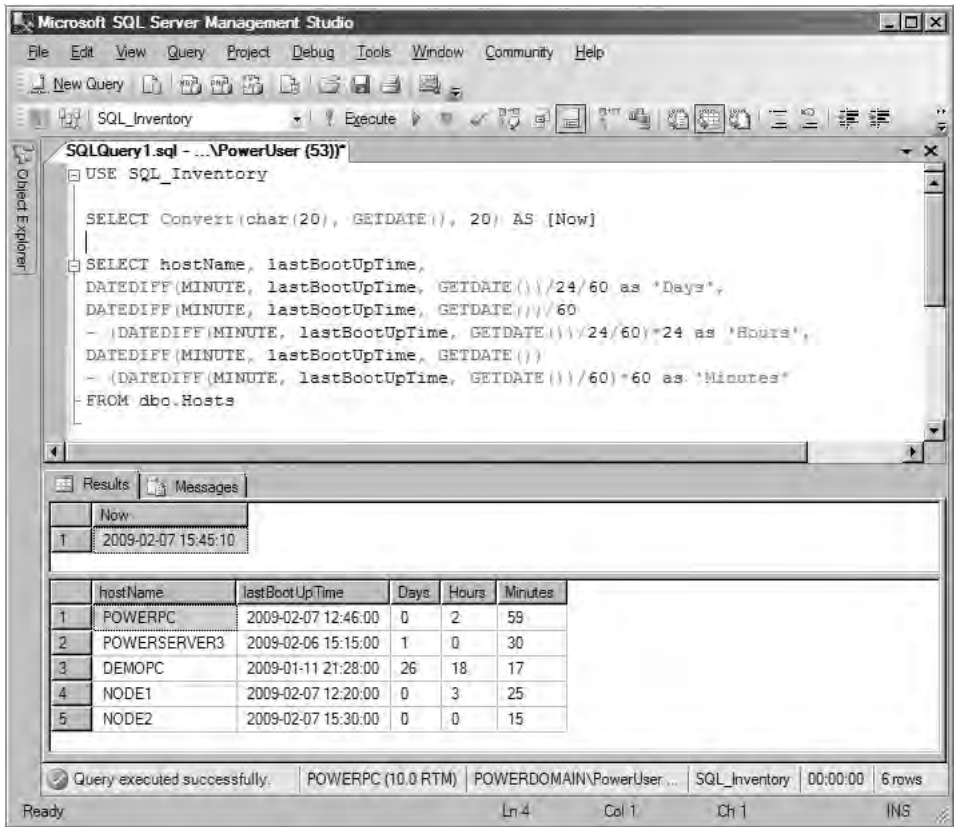 Microsoft SQL Server Management Studio
File Edit View Query Project Debug Tools Window Community Help
New Query
SQL_Inventory Execute
Object Explorer
SQLQuery1.sql - ...\PowerUser (53))*
USE SQL_Inventory
SELECT Convert(char(20), GETDATE(), 20) AS [Now]
SELECT hostName, lastBootUpTime,
DATEDIFF(MINUTE, lastBootUpTime, GETDATE())/24/60 as 'Days',
DATEDIFF(MINUTE, lastBootUpTime, GETDATE())/60
- (DATEDIFF(MINUTE, lastBootUpTime, GETDATE())/24/60)*24 as 'Hours',
DATEDIFF(MINUTE, lastBootUpTime, GETDATE())
- (DATEDIFF(MINUTE, lastBootUpTime, GETDATE())/60)*60 as 'Minutes'
FROM dbo.Hosts
Results Messages
Now
1 2009-02-07 15:45:10
hostName lastBootUpTime Days Hours Minutes
1 POWERPC 2009-02-07 12:46:00 0 2 59
2 POWERSERVER3 2009-02-06 15:15:00 1 0 30
3 DEMOPC 2009-01-11 21:28:00 26 18 17
4 NODE1 2009-02-07 12:20:00 0 3 25
5 NODE2 2009-02-07 15:30:00 0 0 15
Query executed successfully. POWERPC (10.0 RTM) POWERDOMAIN\PowerUser ... SQL_Inventory 00:00:00 6 rows
Ready Ln 4 Col 1 Ch 1 INS